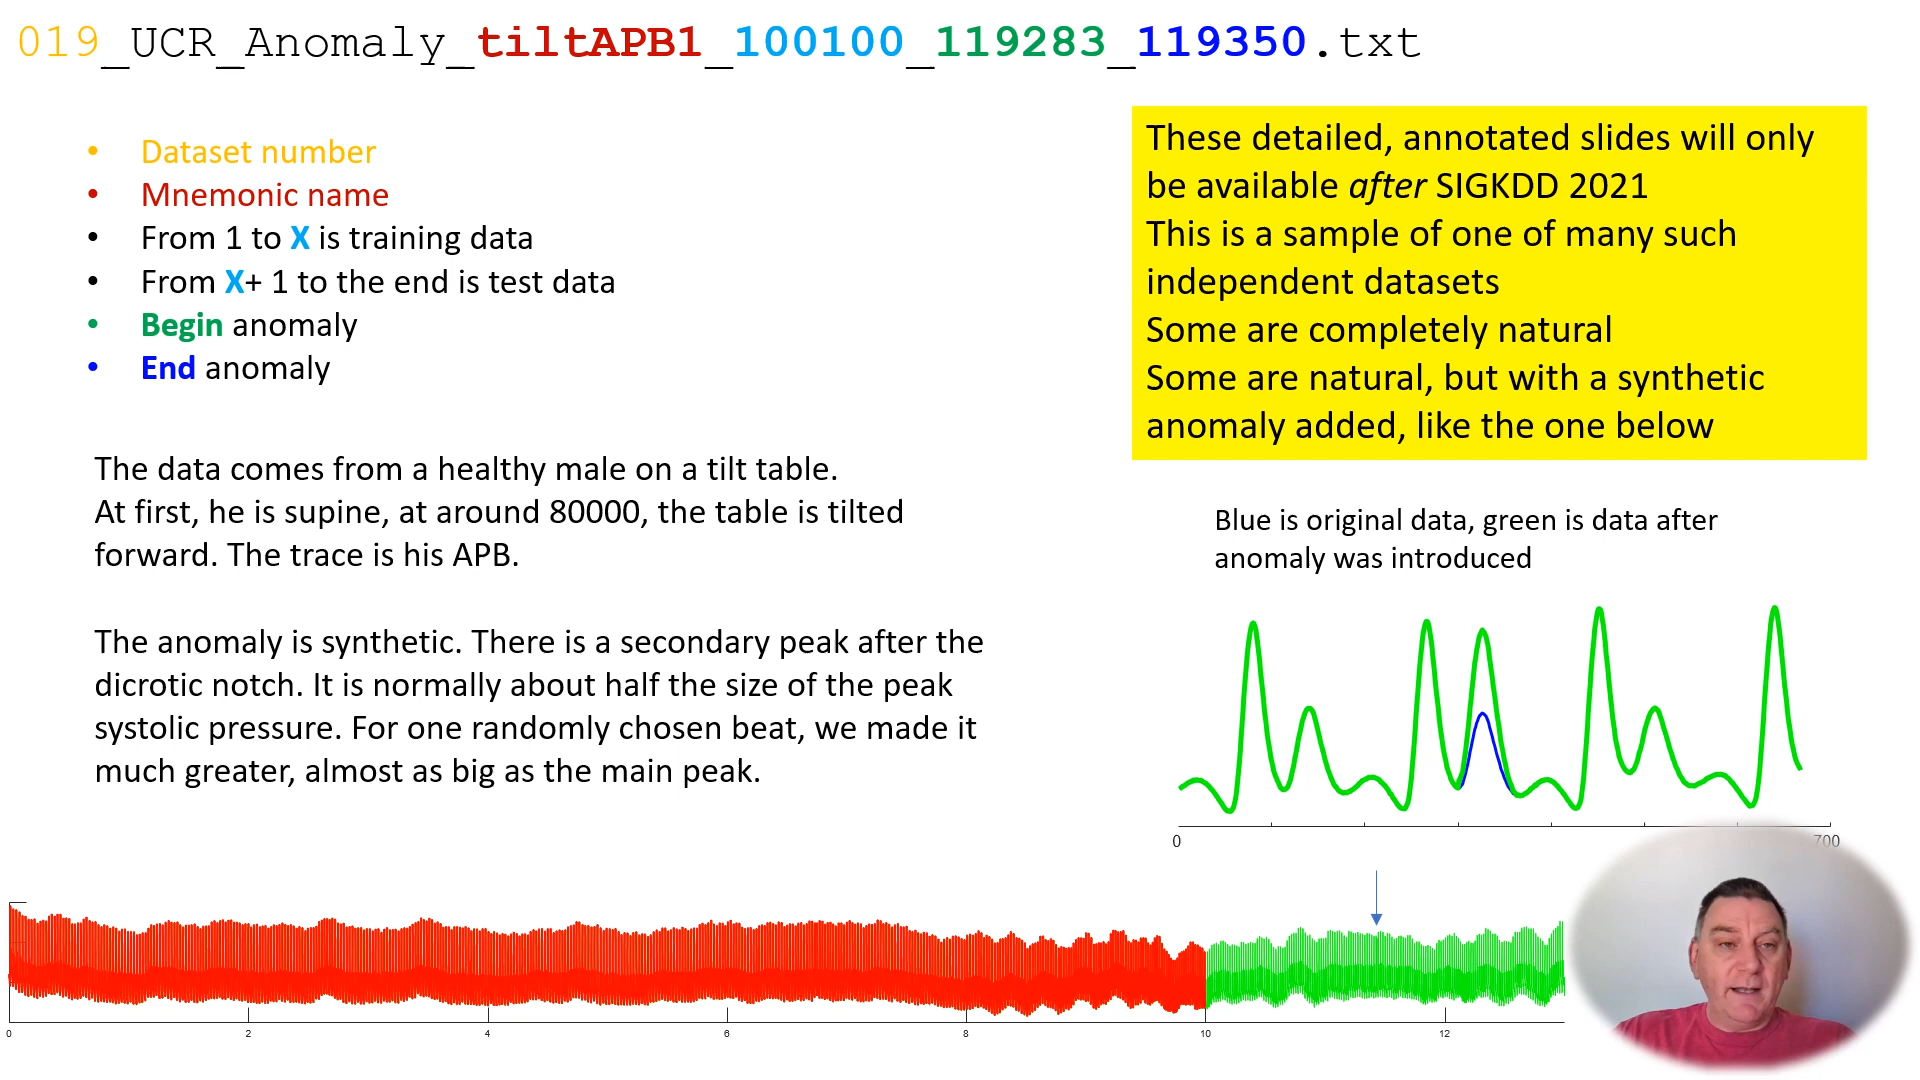 019_UCR_Anomaly_tiltAPB1_100100_119283_119350.txt
• Dataset number
• Mnemonic name
• From 1 to X is training data
• From X+ 1 to the end is test data
• Begin anomaly
• End anomaly
The data comes from a healthy male on a tilt table.
At first, he is supine, at around 80000, the table is tilted
forward. The trace is his APB.
The anomaly is synthetic. There is a secondary peak after the
dicrotic notch. It is normally about half the size of the peak
systolic pressure. For one randomly chosen beat, we made it
much greater, almost as big as the main peak.
These detailed, annotated slides will only
be available after SIGKDD 2021
This is a sample of one of many such
independent datasets
Some are completely natural
Some are natural, but with a synthetic
anomaly added, like the one below
Blue is original data, green is data after
anomaly was introduced
0 700
0 2 4 6 8 10 12